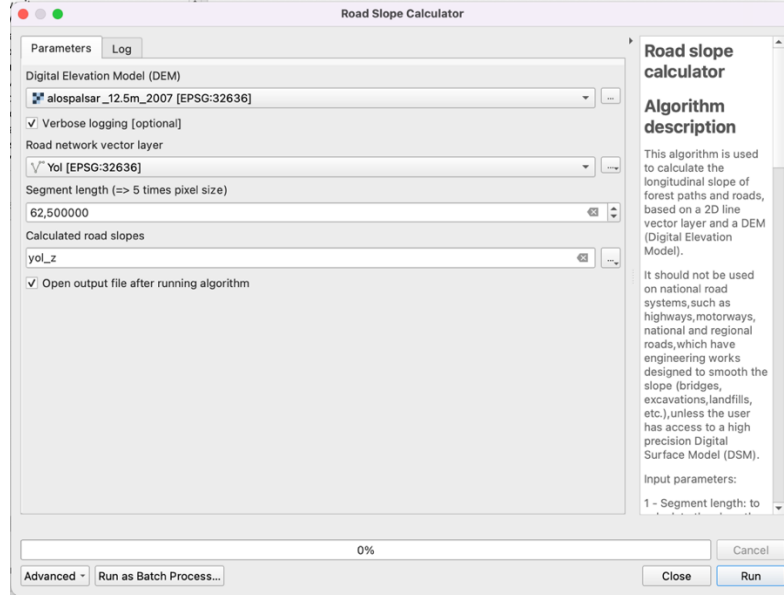 Road Slope Calculator
Parameters
Log
Digital Elevation Model (DEM)
alospalsar_12.5m_2007 [EPSG:32636]
...
Verbose logging [optional]
Road network vector layer
Yol [EPSG:32636]
...
Segment length (=> 5 times pixel size)
62,500000
Calculated road slopes
yol_z
...
Open output file after running algorithm
Road slope
calculator
Algorithm
description
This algorithm is used
to calculate the
longitudinal slope of
forest paths and roads,
based on a 2D line
vector layer and a DEM
(Digital Elevation
Model).
It should not be used
on national road
systems,such as
highways,motorways,
national and regional
roads,which have
engineering works
designed to smooth the
slope (bridges,
excavations,landfills,
etc.),unless the user
has access to a high
precision Digital
Surface Model (DSM).
Input parameters:
1 - Segment length: to
0%
Cancel
Advanced
Run as Batch Process...
Close
Run